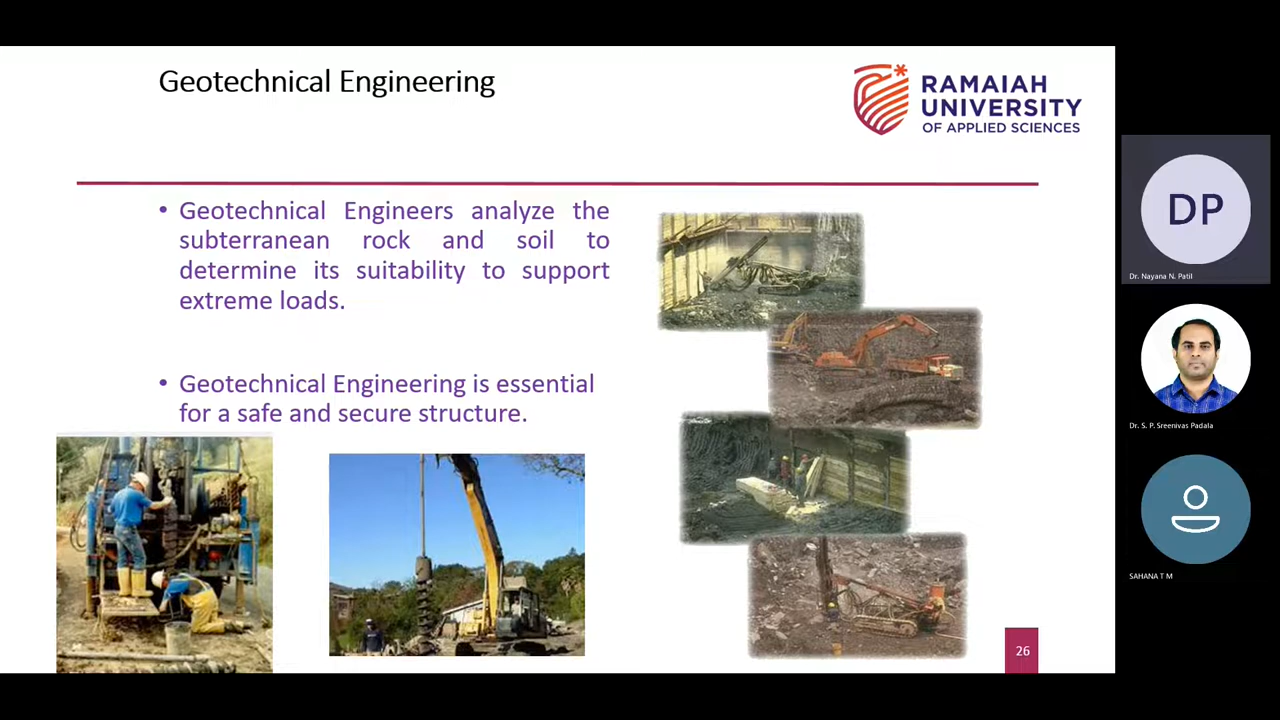 Geotechnical Engineering
RAMAIAH
UNIVERSITY
OF APPLIED SCIENCES
• Geotechnical Engineers analyze the
subterranean rock and soil to
determine its suitability to support
extreme loads.
• Geotechnical Engineering is essential
for a safe and secure structure.
26
DP
Dr. Nayana N. Patil
Dr. S. P. Sreenivas Padala
SAHANA T M